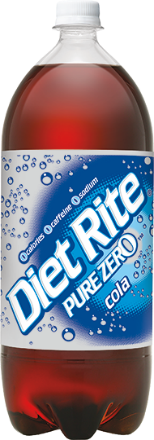 0 calories 0 caffeine 0 sodium
Diet Rite
PURE ZERO
cola